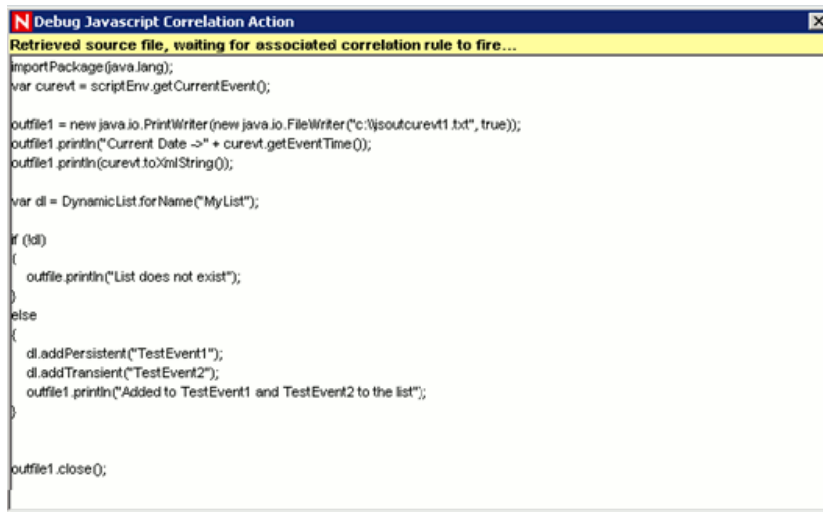 N Debug Javascript Correlation Action
Retrieved source file, waiting for associated correlation rule to fire...
importPackage(java.lang);
var curevt = scriptEnv.getCurrentEvent();
outfile1 = new java.io.PrintWriter(new java.io.FileWriter("c:\\jsoutcurevt1.txt", true));
outfile1.println("Current Date ->" + curevt.getEventTime());
outfile1.println(curevt.toXmlString());
var dl = DynamicList.forName("MyList");
if (!dl)
{
outfile.println("List does not exist");
}
else
{
dl.addPersistent("TestEvent1");
dl.addTransient("TestEvent2");
outfile1.println("Added to TestEvent1 and TestEvent2 to the list");
}
outfile1.close();